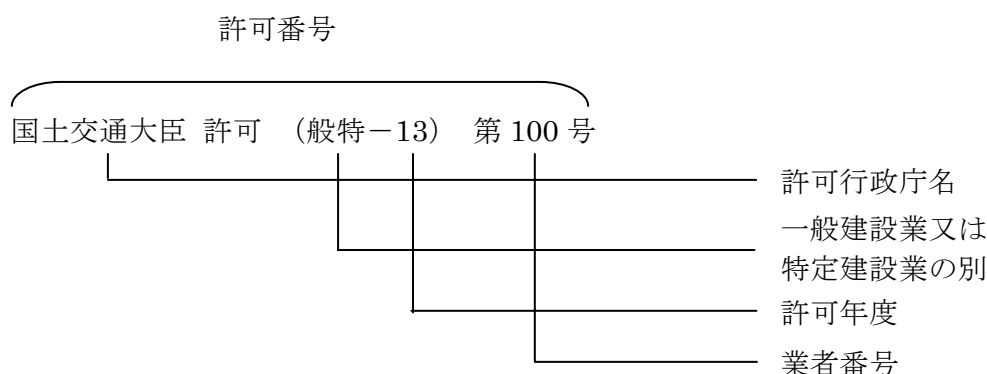 許可番号
国土交通大臣 許可 (般特－13) 第 100 号
許可行政庁名
一般建設業又は
特定建設業の別
許可年度
業者番号